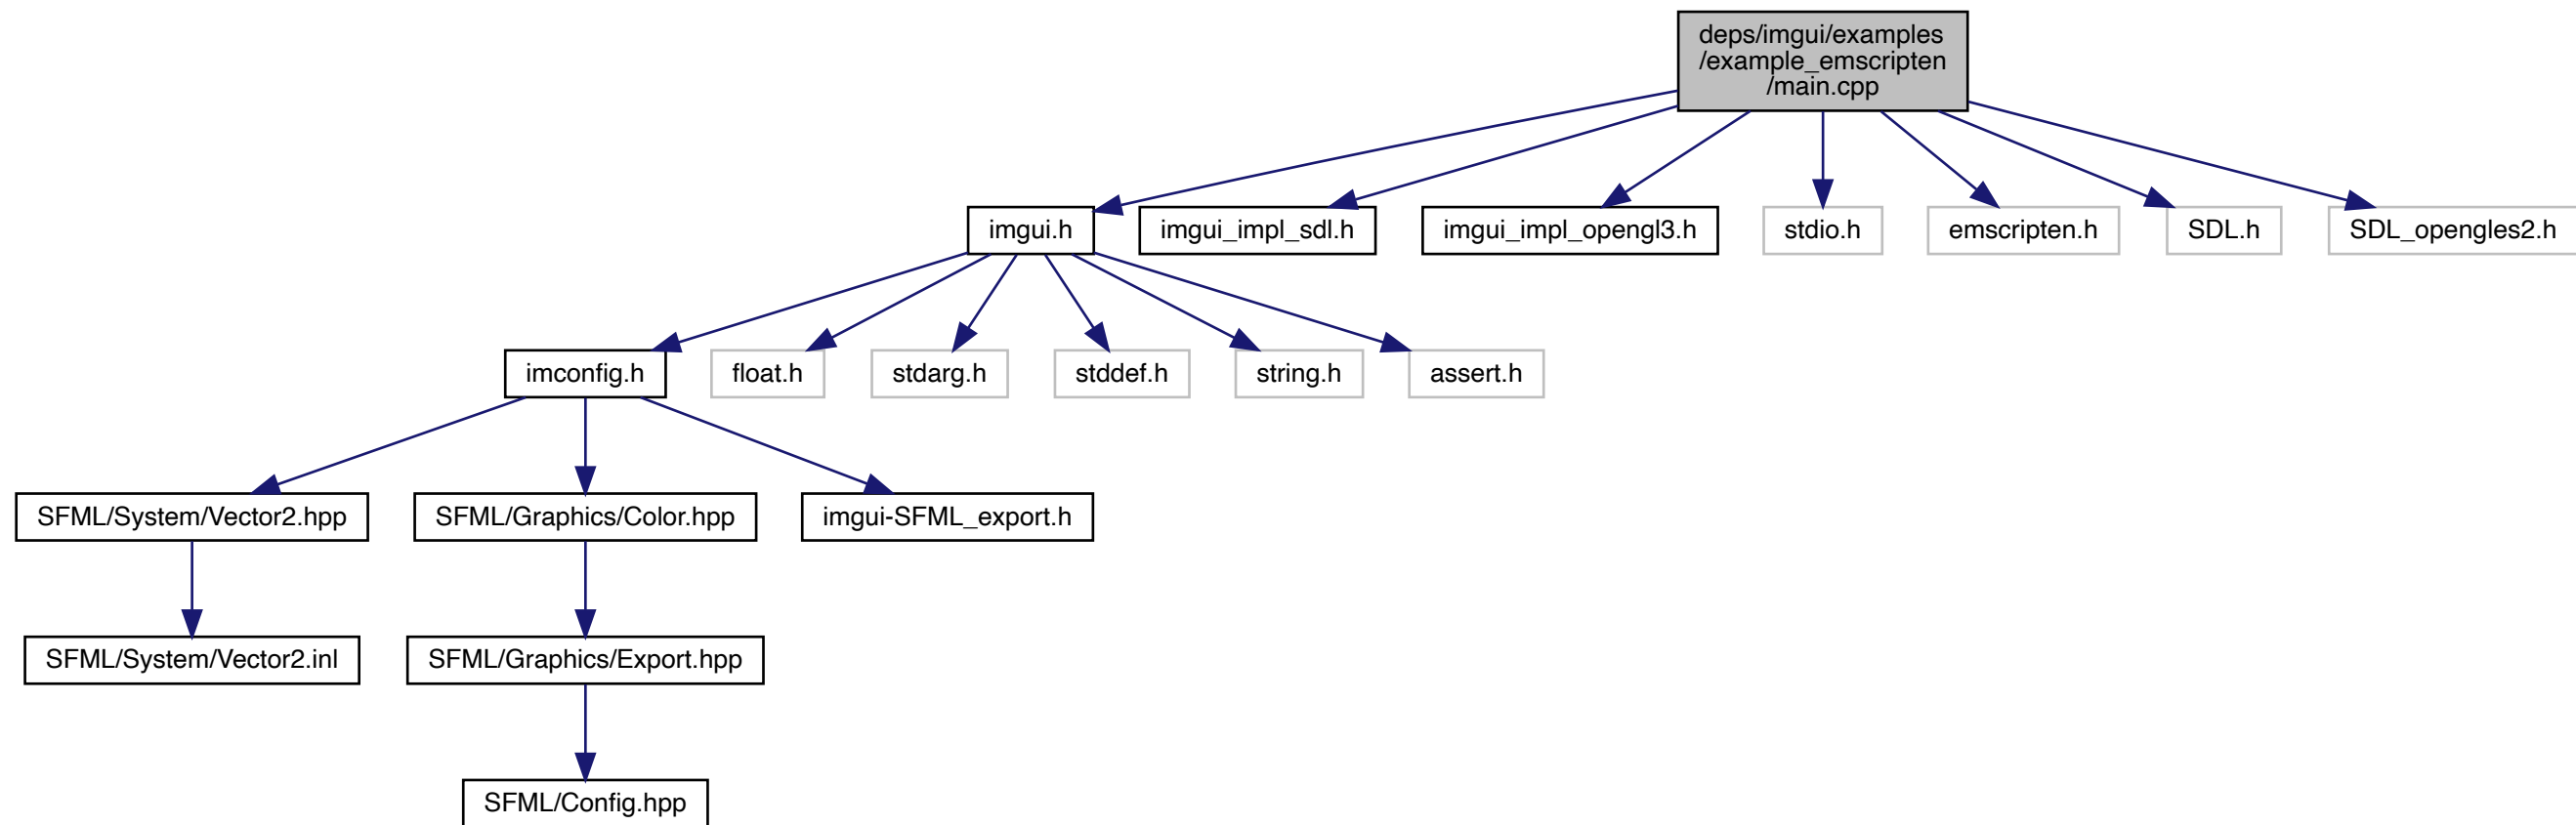 deps/imgui/examples
/example_emscripten
/main.cpp
imgui.h
imgui_impl_sdl.h
imgui_impl_opengl3.h
stdio.h
emscripten.h
SDL.h
SDL_opengles2.h
imconfig.h
float.h
stdarg.h
stddef.h
string.h
assert.h
SFML/System/Vector2.hpp
SFML/Graphics/Color.hpp
imgui-SFML_export.h
SFML/System/Vector2.inl
SFML/Graphics/Export.hpp
SFML/Config.hpp